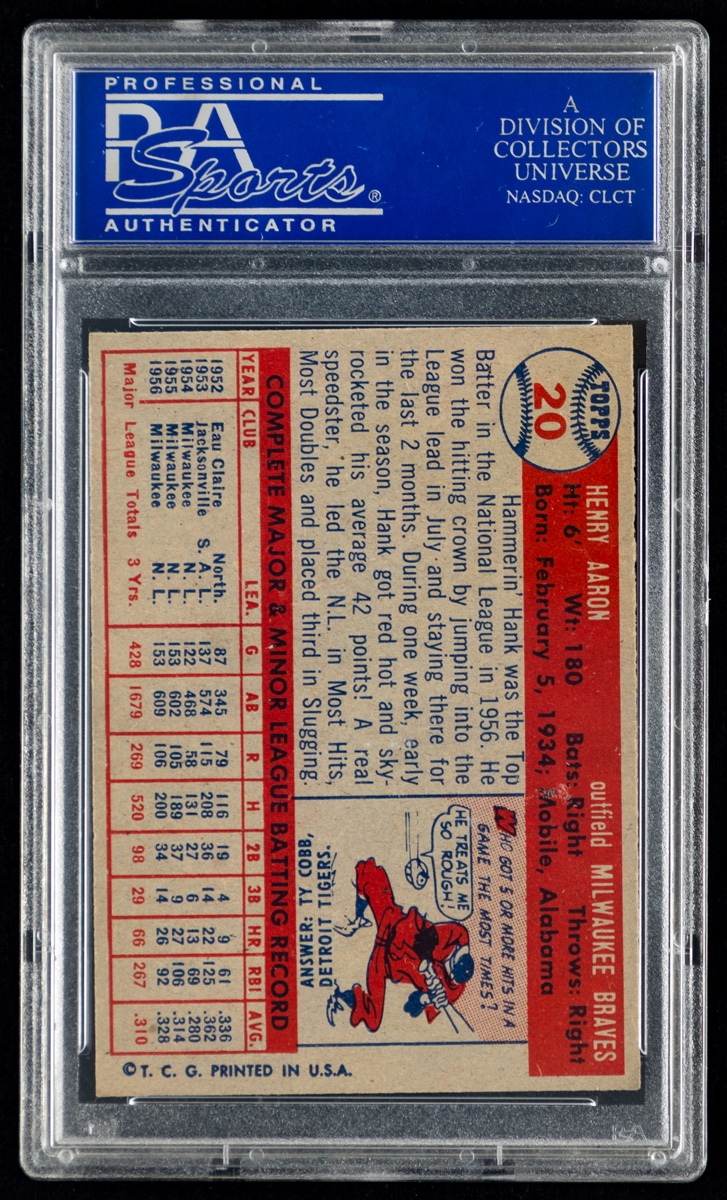 PROFESSIONAL
PSA
Sports®
AUTHENTICATOR
A
DIVISION OF
COLLECTORS
UNIVERSE
NASDAQ: CLCT
TOPPS
20
HENRY AARON outfield MILWAUKEE BRAVES
Ht: 6' Wt: 180 Bats: Right Throws: Right
Born: February 5, 1934; Mobile, Alabama
Hammerin' Hank was the Top
Batter in the National League in 1956. He
won the hitting crown by jumping into the
League lead in July and staying there for
the last 2 months. During one week, early
in the season, Hank got red hot and sky-
rocketed his average 42 points! A real
speedster, he led the N.L. in Most Hits,
Most Doubles and placed third in Slugging.
WHO GOT 5 OR MORE HITS IN A
GAME THE MOST TIMES?
HE TREATS ME
SO ROUGH!
ANSWER: TY COBB,
DETROIT TIGERS.
COMPLETE MAJOR & MINOR LEAGUE BATTING RECORD
YEAR CLUB LEA. G AB R H 2B 3B HR. RBI AVG.
1952 Eau Claire North. 87 345 79 116 19 4 9 61 .336
1953 Jacksonville S. A. L. 137 574 115 208 36 14 22 125 .362
1954 Milwaukee N. L. 122 468 58 131 27 6 13 69 .280
1955 Milwaukee N. L. 153 602 105 189 37 9 27 106 .314
1956 Milwaukee N. L. 153 609 106 200 34 14 26 92 .328
Major League Totals 3 Yrs. 428 1679 269 520 98 29 66 267 .310
© T. C. G. PRINTED IN U.S.A.
PSA